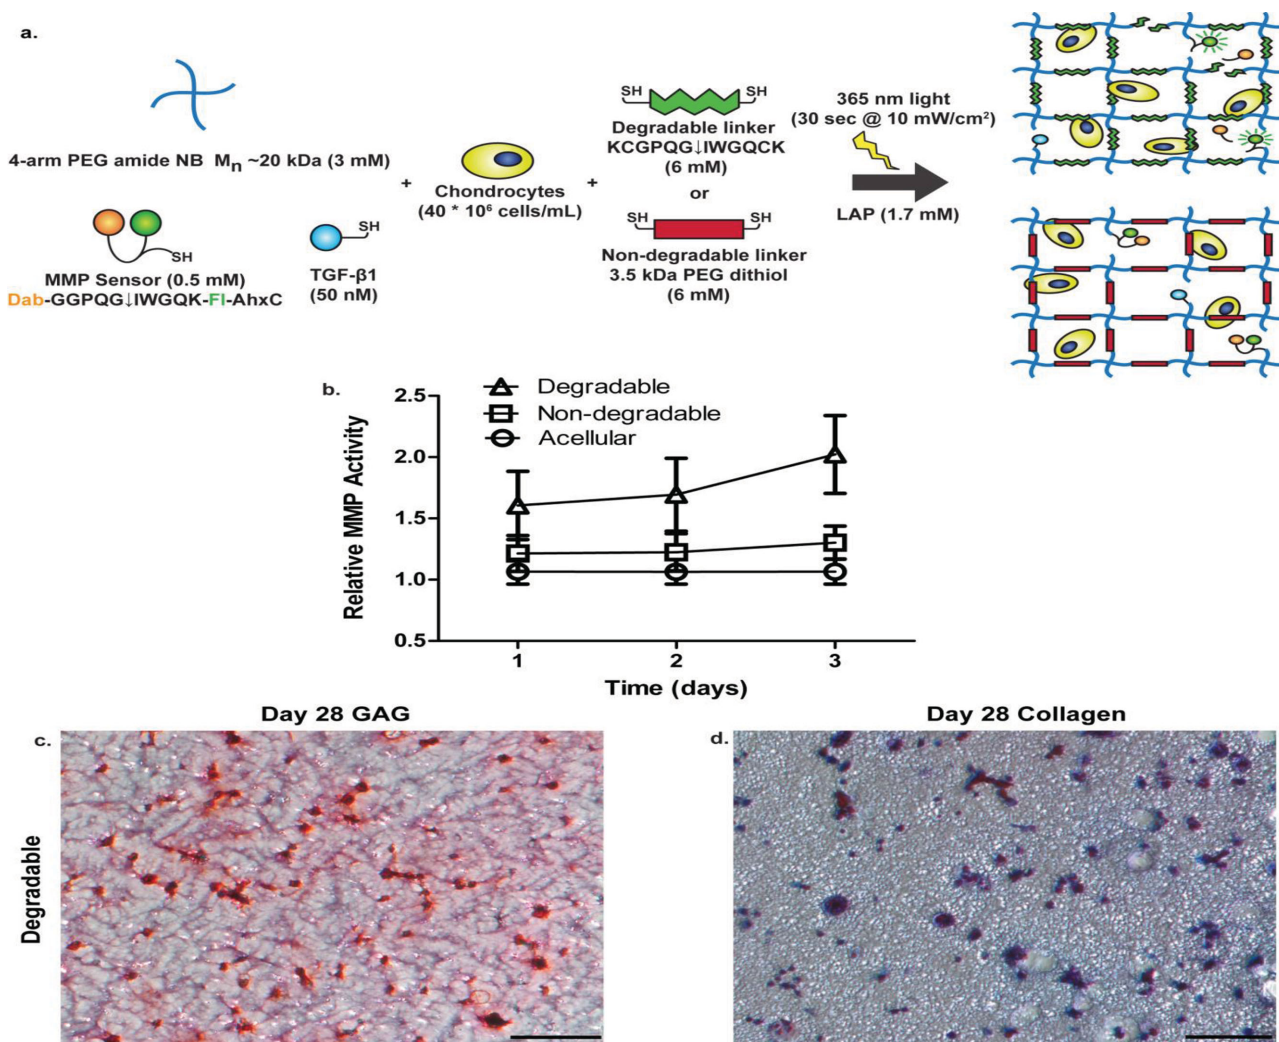 a.
4-arm PEG amide NB Mn ~20 kDa (3 mM)
SH
MMP Sensor (0.5 mM)
Dab-GGPQG↓IWGQK-Fl-AhxC
SH
TGF-β1
(50 nM)
+
Chondrocytes
(40 * 10⁶ cells/mL)
+
SH SH
Degradable linker
KCGPQG↓IWGQCK
(6 mM)
or
SH SH
Non-degradable linker
3.5 kDa PEG dithiol
(6 mM)
365 nm light
(30 sec @ 10 mW/cm²)
LAP (1.7 mM)
b.
Degradable
Non-degradable
Acellular
Relative MMP Activity
2.5
2.0
1.5
1.0
0.5
1 2 3
Time (days)
Day 28 GAG
Day 28 Collagen
c.
d.
Degradable